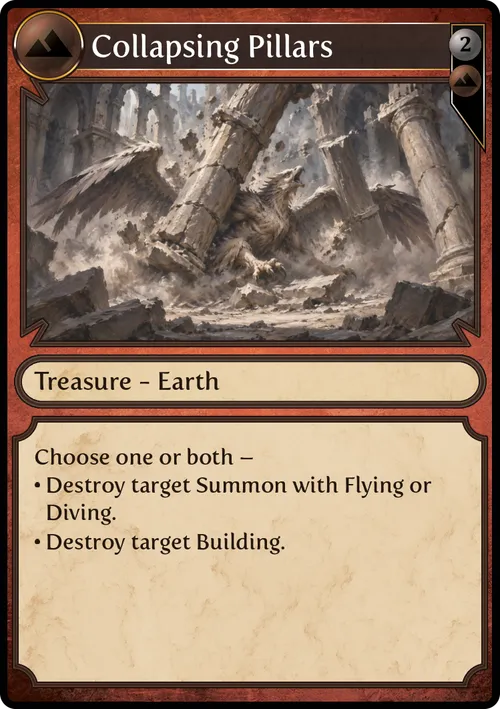 Collapsing Pillars
2
Treasure – Earth
Choose one or both –
• Destroy target Summon with Flying or
Diving.
• Destroy target Building.